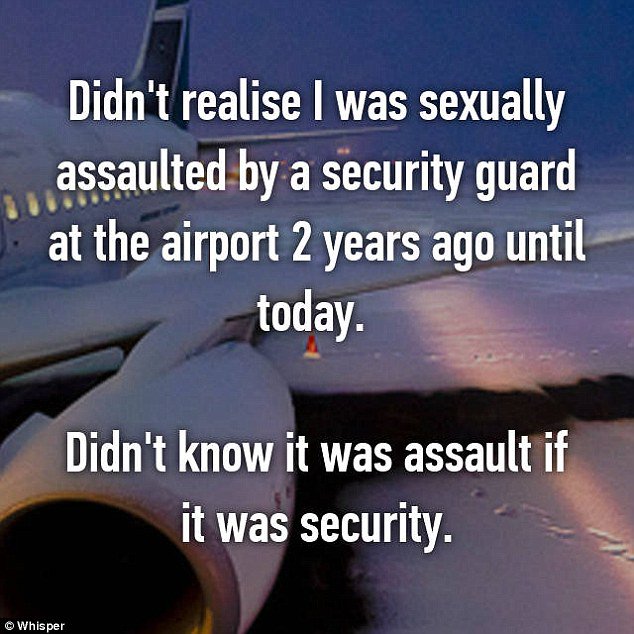 Didn't realise I was sexually
assaulted by a security guard
at the airport 2 years ago until
today.
Didn't know it was assault if
it was security.
© Whisper